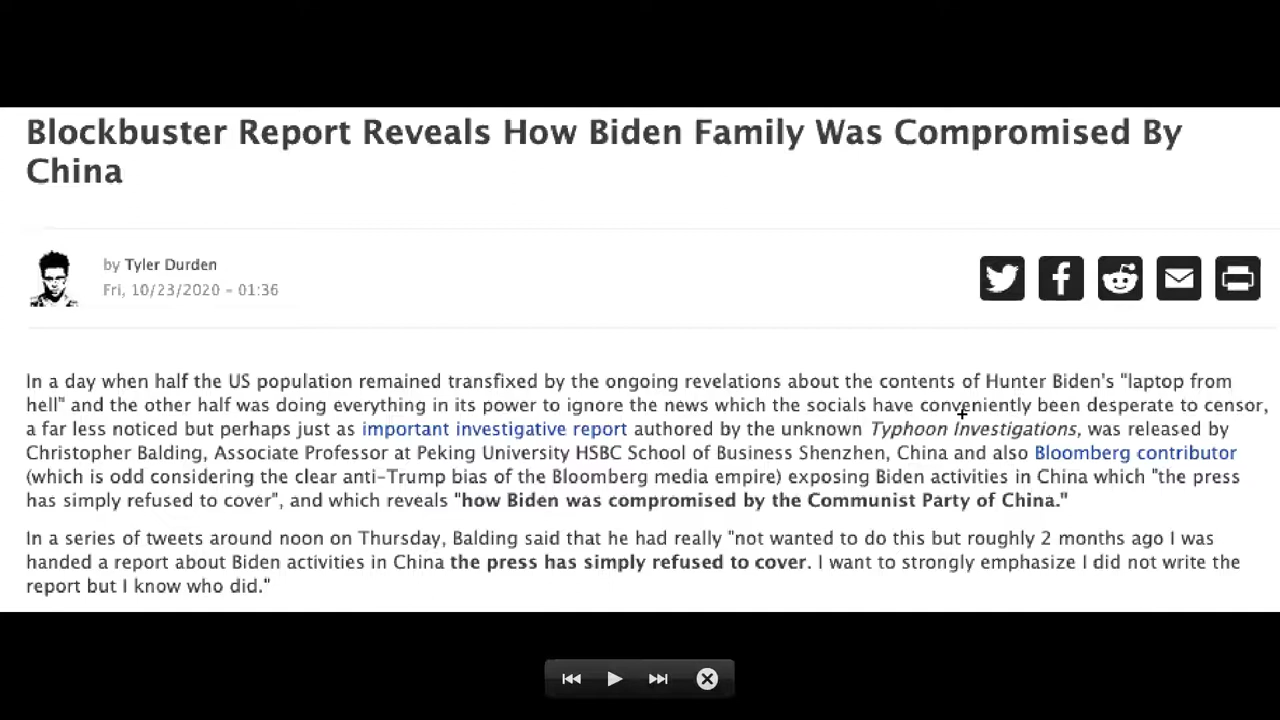 Blockbuster Report Reveals How Biden Family Was Compromised By
China
by Tyler Durden
Fri, 10/23/2020 - 01:36
In a day when half the US population remained transfixed by the ongoing revelations about the contents of Hunter Biden's "laptop from
hell" and the other half was doing everything in its power to ignore the news which the socials have conveniently been desperate to censor,
a far less noticed but perhaps just as important investigative report authored by the unknown Typhoon Investigations, was released by
Christopher Balding, Associate Professor at Peking University HSBC School of Business Shenzhen, China and also Bloomberg contributor
(which is odd considering the clear anti-Trump bias of the Bloomberg media empire) exposing Biden activities in China which "the press
has simply refused to cover", and which reveals "how Biden was compromised by the Communist Party of China."
In a series of tweets around noon on Thursday, Balding said that he had really "not wanted to do this but roughly 2 months ago I was
handed a report about Biden activities in China the press has simply refused to cover. I want to strongly emphasize I did not write the
report but I know who did."